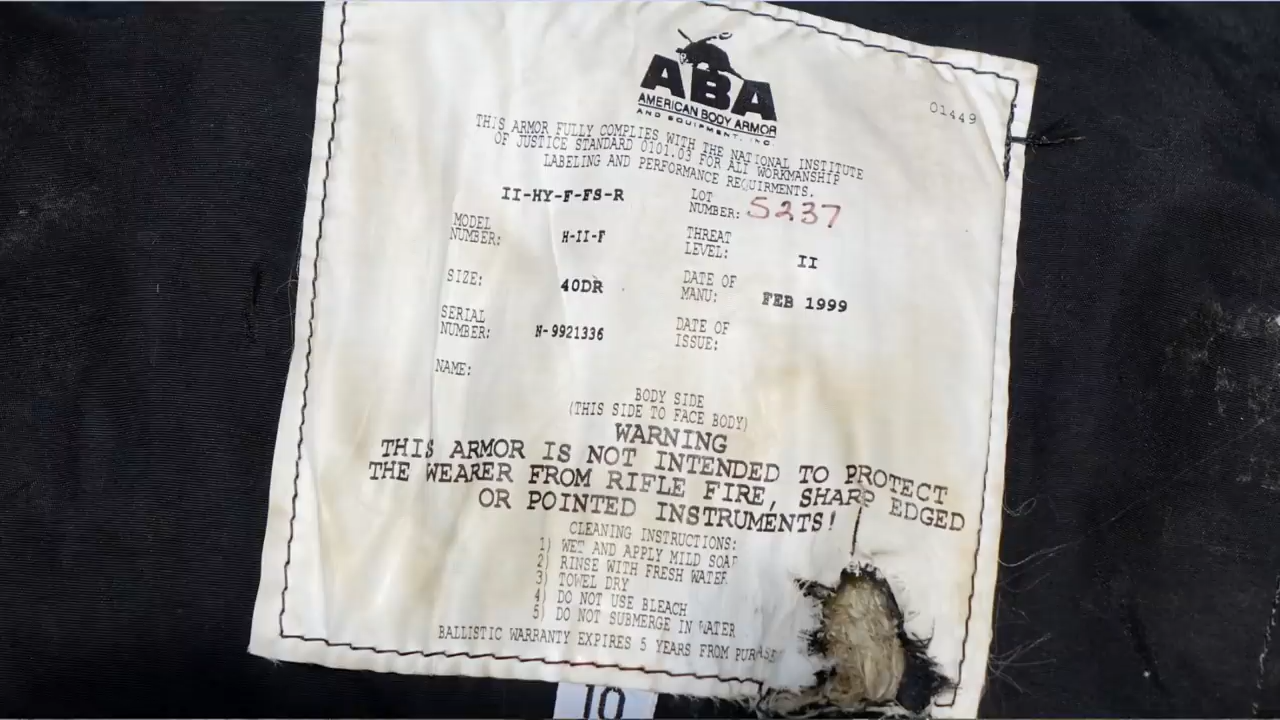 ABA
AMERICAN BODY ARMOR
AND EQUIPMENT, INC.
01449
THIS ARMOR FULLY COMPLIES WITH THE NATIONAL INSTITUTE
OF JUSTICE STANDARD 0101.03 FOR ALL WORKMANSHIP
LABELING AND PERFORMANCE REQUIRMENTS.
II-HY-F-FS-R
LOT
NUMBER: 5237
MODEL
NUMBER: H-II-F
THREAT
LEVEL: II
SIZE: 40DR
DATE OF
MANU: FEB 1999
SERIAL
NUMBER: N-9921336
DATE OF
ISSUE:
NAME:
BODY SIDE
(THIS SIDE TO FACE BODY)
WARNING
THIS ARMOR IS NOT INTENDED TO PROTECT
THE WEARER FROM RIFLE FIRE, SHARP EDGED
OR POINTED INSTRUMENTS!
CLEANING INSTRUCTIONS:
1) WET AND APPLY MILD SOAP
2) RINSE WITH FRESH WATER
3) TOWEL DRY
4) DO NOT USE BLEACH
5) DO NOT SUBMERGE IN WATER
BALLISTIC WARRANTY EXPIRES 5 YEARS FROM PURCHASE
10